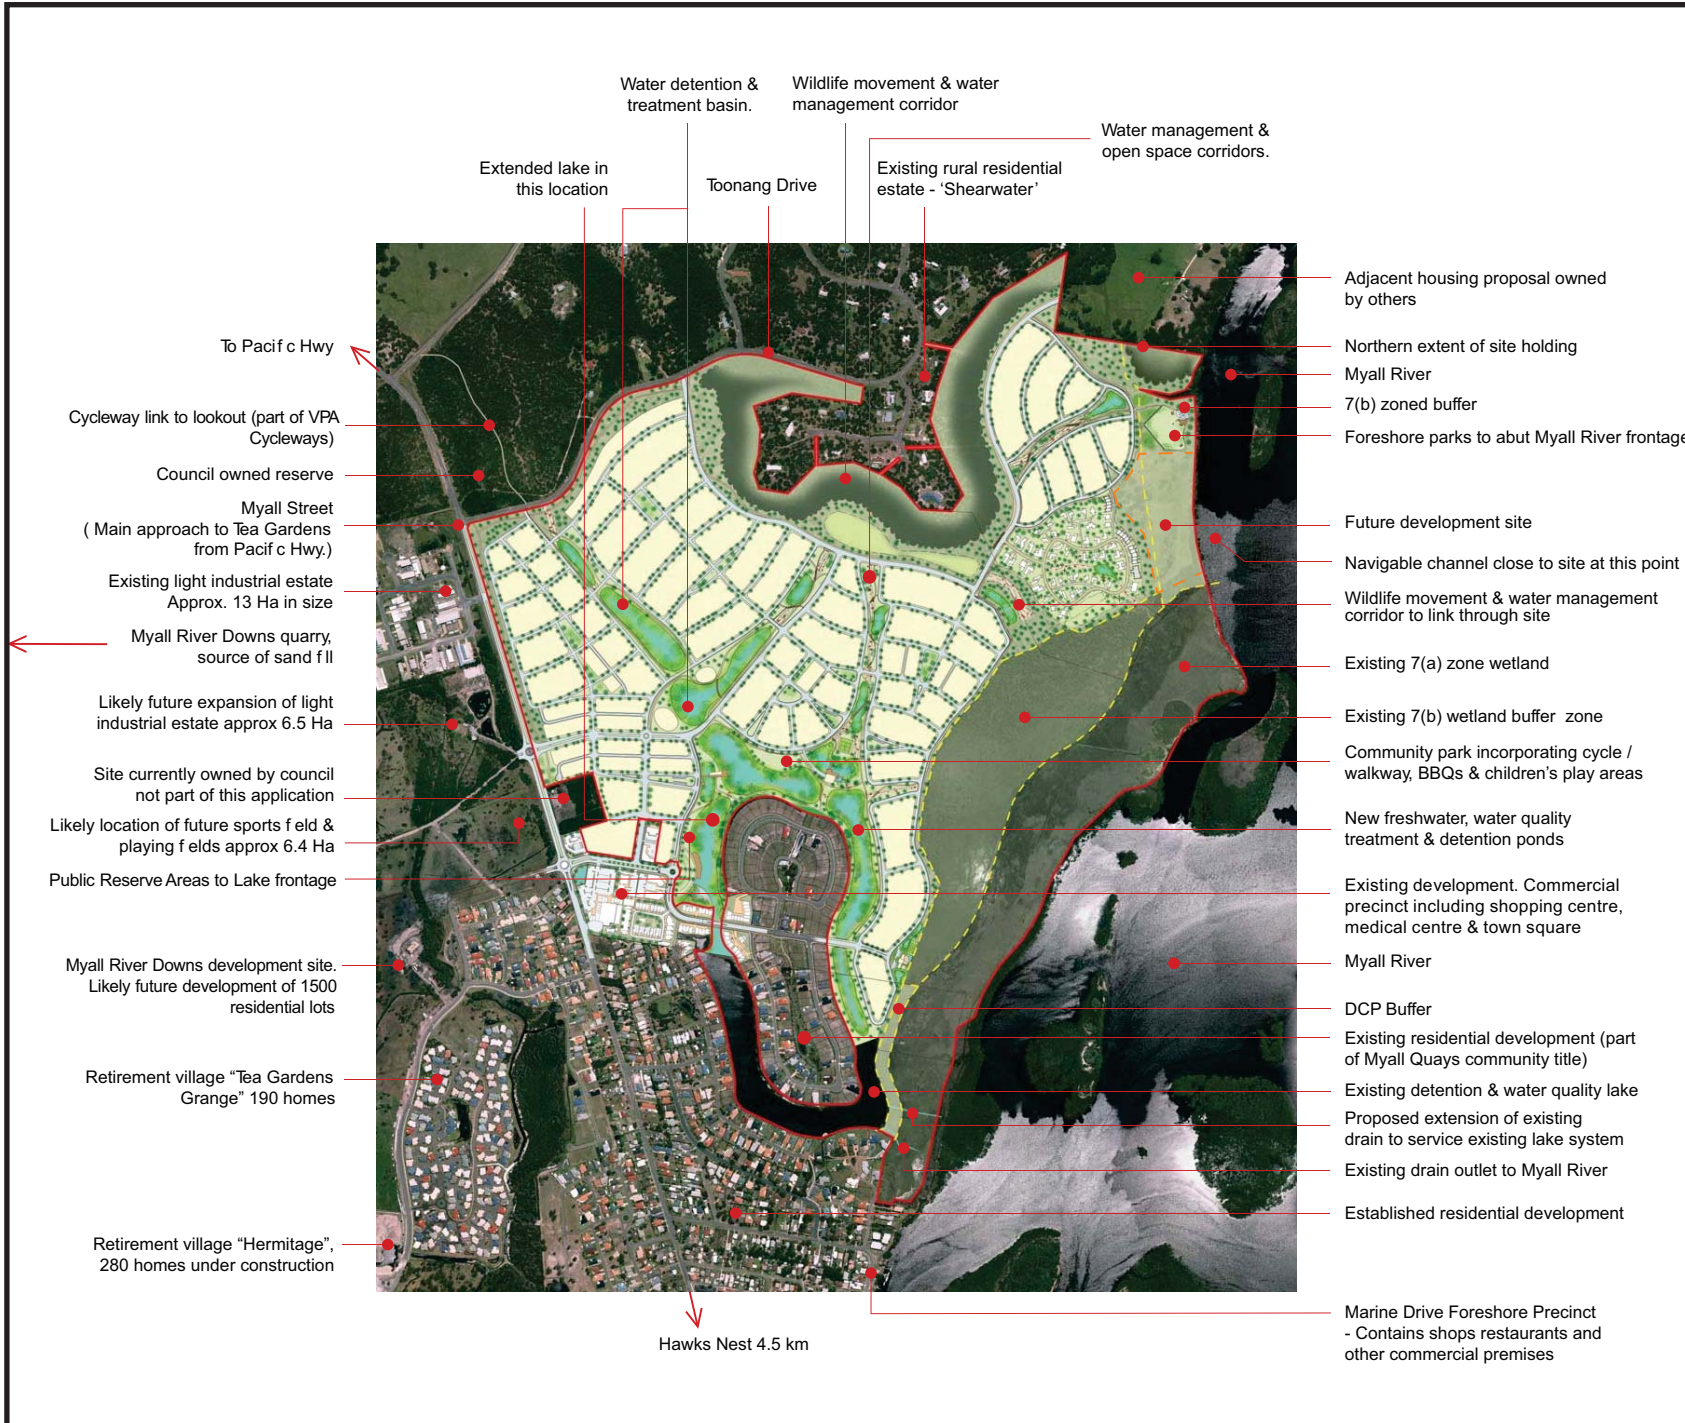 Water detention &
treatment basin.
Wildlife movement & water
management corridor
Water management &
open space corridors.
Extended lake in
this location
Toonang Drive
Existing rural residential
estate - ‘Shearwater’
To Pacif c Hwy
Cycleway link to lookout (part of VPA
Cycleways)
Council owned reserve
Myall Street
( Main approach to Tea Gardens
from Pacif c Hwy.)
Existing light industrial estate
Approx. 13 Ha in size
Myall River Downs quarry,
source of sand f ll
Likely future expansion of light
industrial estate approx 6.5 Ha
Site currently owned by council
not part of this application
Likely location of future sports f eld &
playing f elds approx 6.4 Ha
Public Reserve Areas to Lake frontage
Myall River Downs development site.
Likely future development of 1500
residential lots
Retirement village “Tea Gardens
Grange” 190 homes
Retirement village “Hermitage”,
280 homes under construction
Hawks Nest 4.5 km
Adjacent housing proposal owned
by others
Northern extent of site holding
Myall River
7(b) zoned buffer
Foreshore parks to abut Myall River frontage
Future development site
Navigable channel close to site at this point
Wildlife movement & water management
corridor to link through site
Existing 7(a) zone wetland
Existing 7(b) wetland buffer zone
Community park incorporating cycle /
walkway, BBQs & children’s play areas
New freshwater, water quality
treatment & detention ponds
Existing development. Commercial
precinct including shopping centre,
medical centre & town square
Myall River
DCP Buffer
Existing residential development (part
of Myall Quays community title)
Existing detention & water quality lake
Proposed extension of existing
drain to service existing lake system
Existing drain outlet to Myall River
Established residential development
Marine Drive Foreshore Precinct
- Contains shops restaurants and
other commercial premises